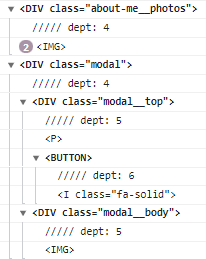 <DIV class="about-me__photos">
///// dept: 4
2 <IMG>
<DIV class="modal">
///// dept: 4
<DIV class="modal__top">
///// dept: 5
<P>
<BUTTON>
///// dept: 6
<I class="fa-solid">
<DIV class="modal__body">
///// dept: 5
<IMG>